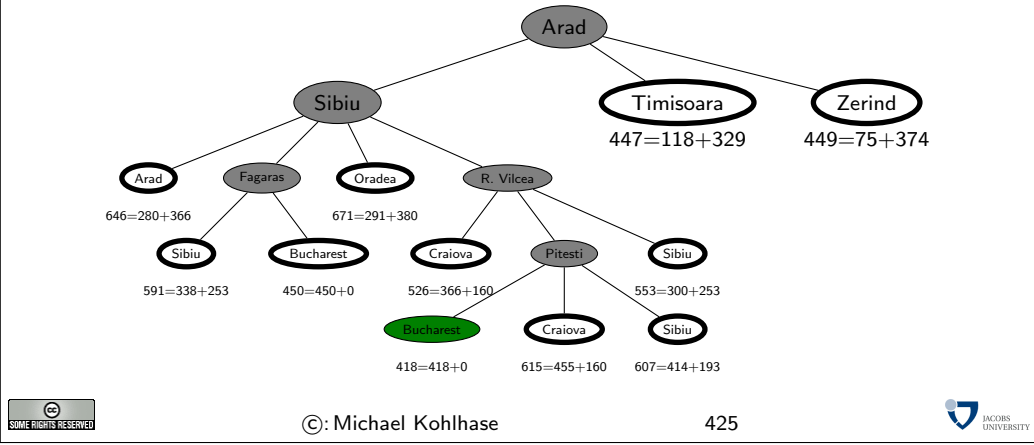 Arad
Sibiu Timisoara Zerind
447=118+329 449=75+374
Arad Fagaras Oradea R. Vilcea
646=280+366 671=291+380
Sibiu Bucharest Craiova Pitesti Sibiu
591=338+253 450=450+0 526=366+160 553=300+253
Bucharest Craiova Sibiu
418=418+0 615=455+160 607=414+193
cc
SOME RIGHTS RESERVED
©: Michael Kohlhase 425
JACOBS
UNIVERSITY